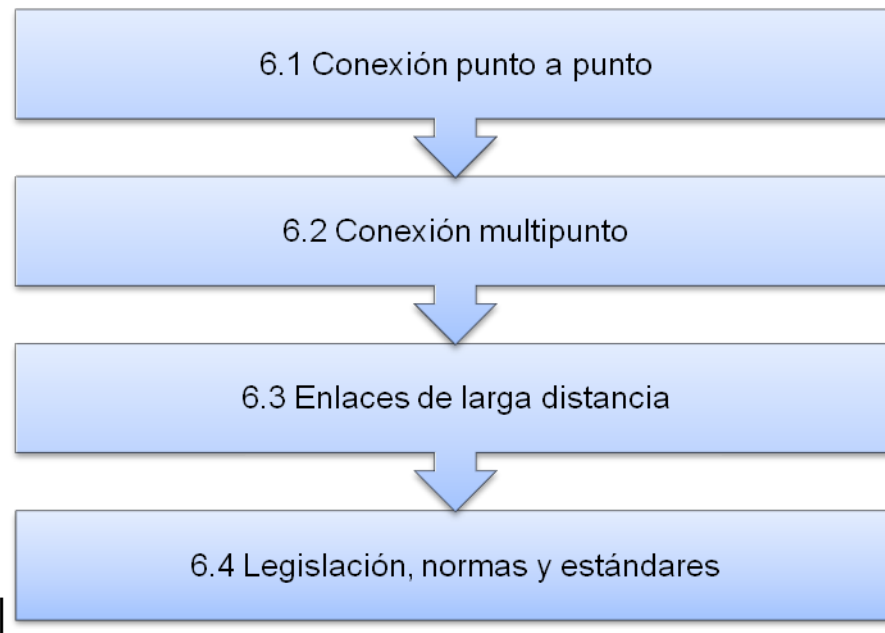 6.1 Conexión punto a punto
6.2 Conexión multipunto
6.3 Enlaces de larga distancia
6.4 Legislación, normas y estándares